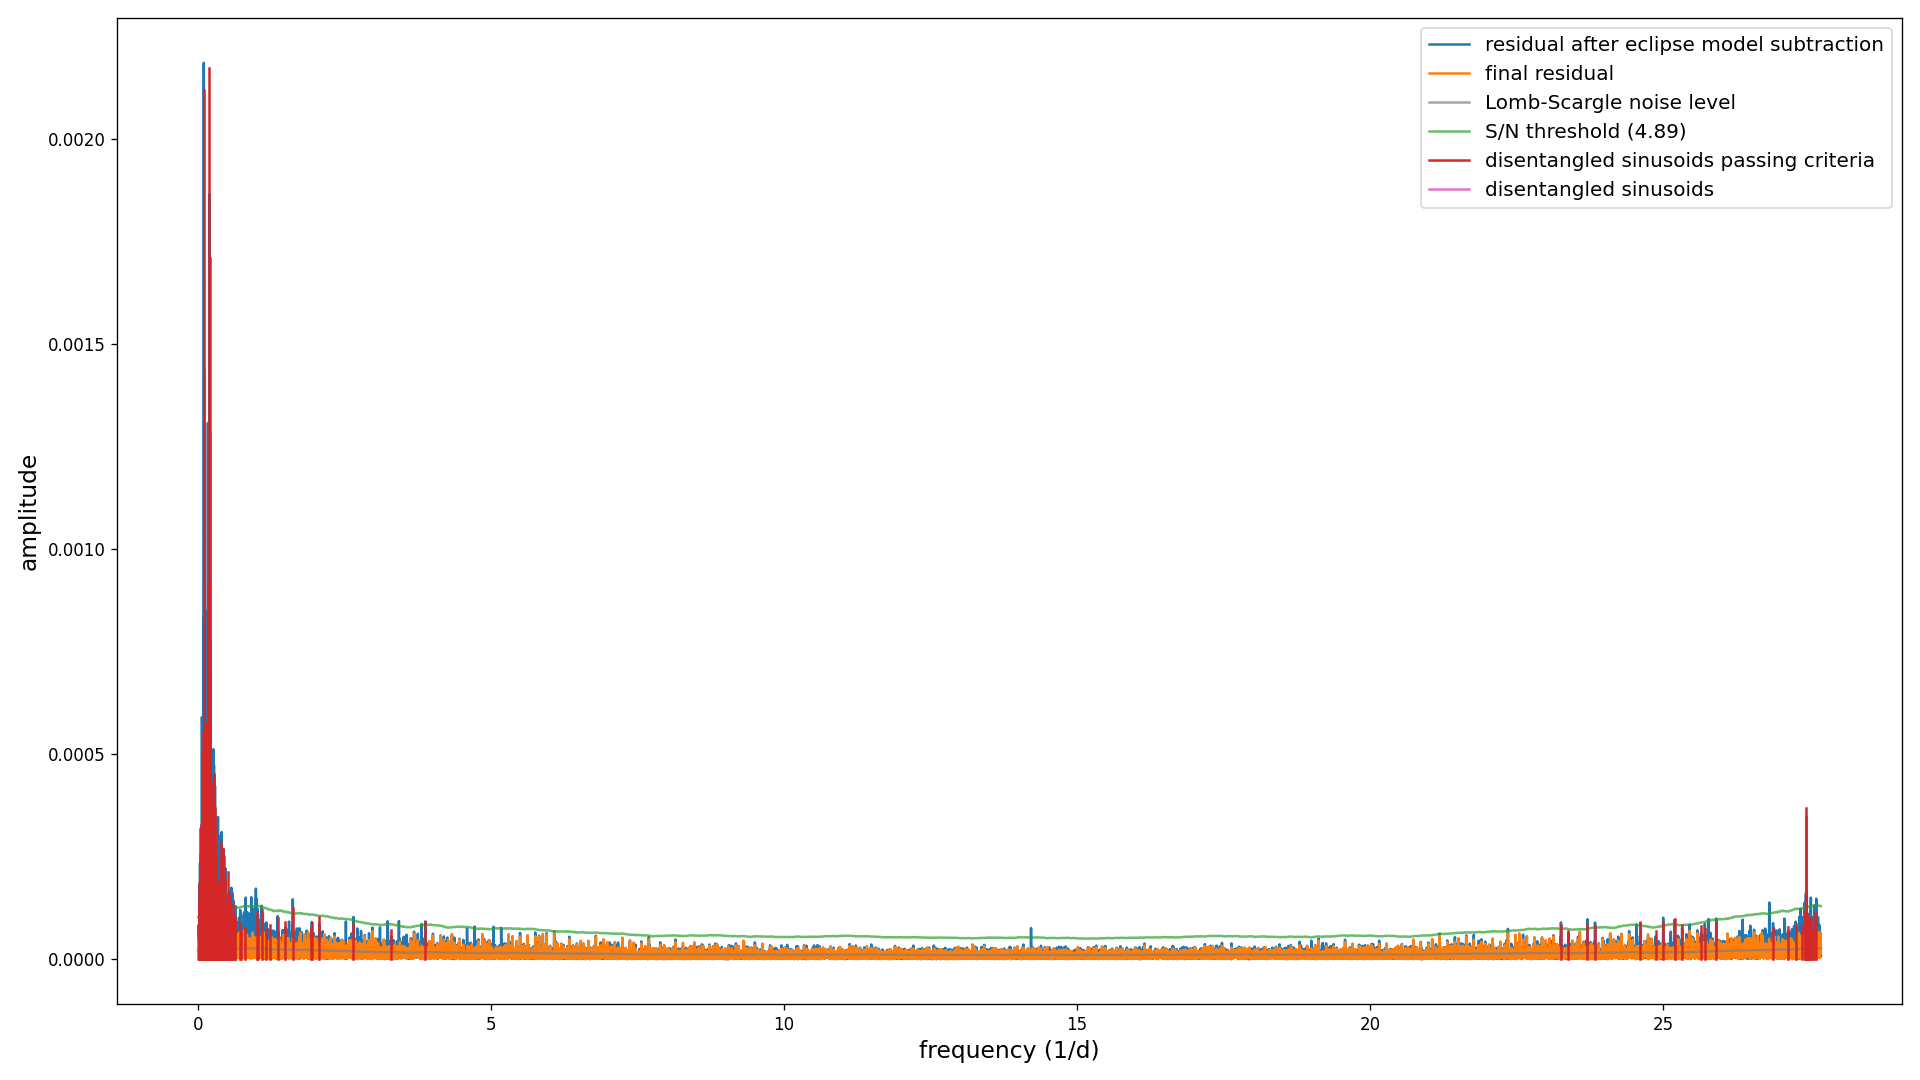 residual after eclipse model subtraction
final residual
Lomb-Scargle noise level
S/N threshold (4.89)
disentangled sinusoids passing criteria
disentangled sinusoids
0.0020
0.0015
0.0010
0.0005
0.0000
amplitude
0 5 10 15 20 25
frequency (1/d)